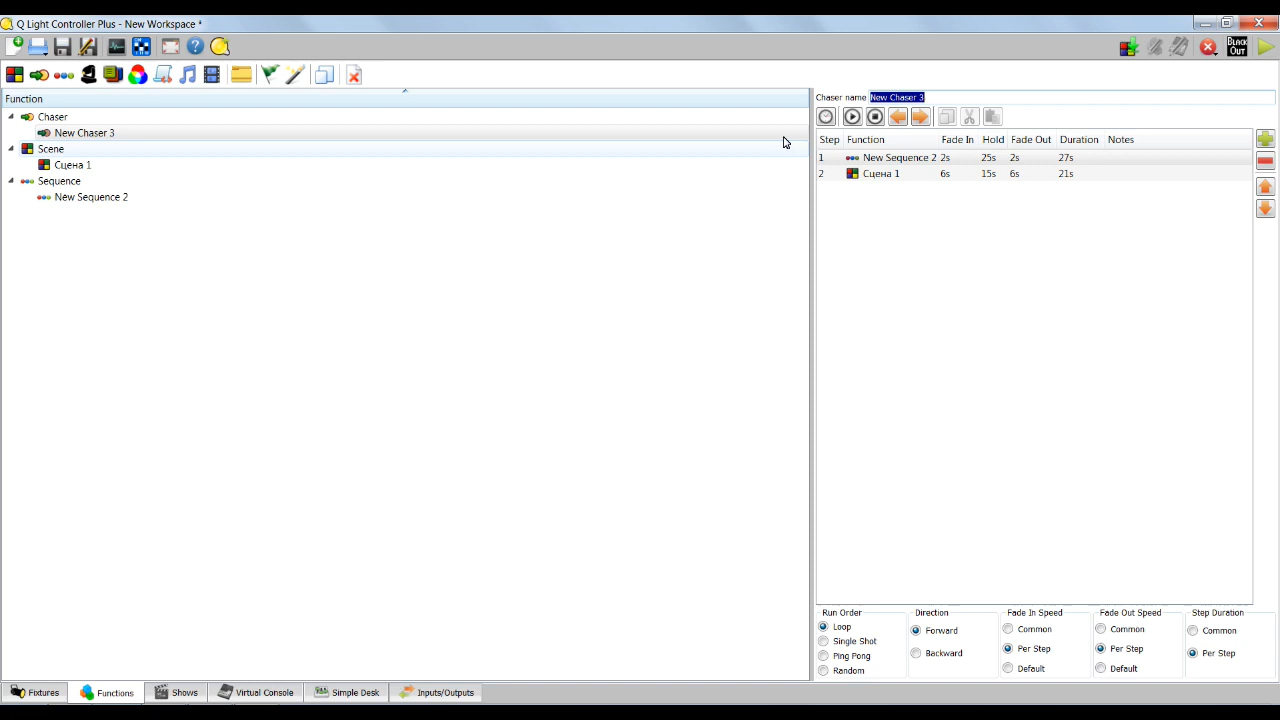 Q Light Controller Plus - New Workspace *
BLACK
OUT
Function
Chaser
New Chaser 3
Scene
Сцена 1
Sequence
New Sequence 2
Chaser name New Chaser 3
Step Function Fade In Hold Fade Out Duration Notes
1 New Sequence 2 2s 25s 2s 27s
2 Сцена 1 6s 15s 6s 21s
Run Order
Loop
Single Shot
Ping Pong
Random
Direction
Forward
Backward
Fade In Speed
Common
Per Step
Default
Fade Out Speed
Common
Per Step
Default
Step Duration
Common
Per Step
Fixtures Functions Shows Virtual Console Simple Desk Inputs/Outputs